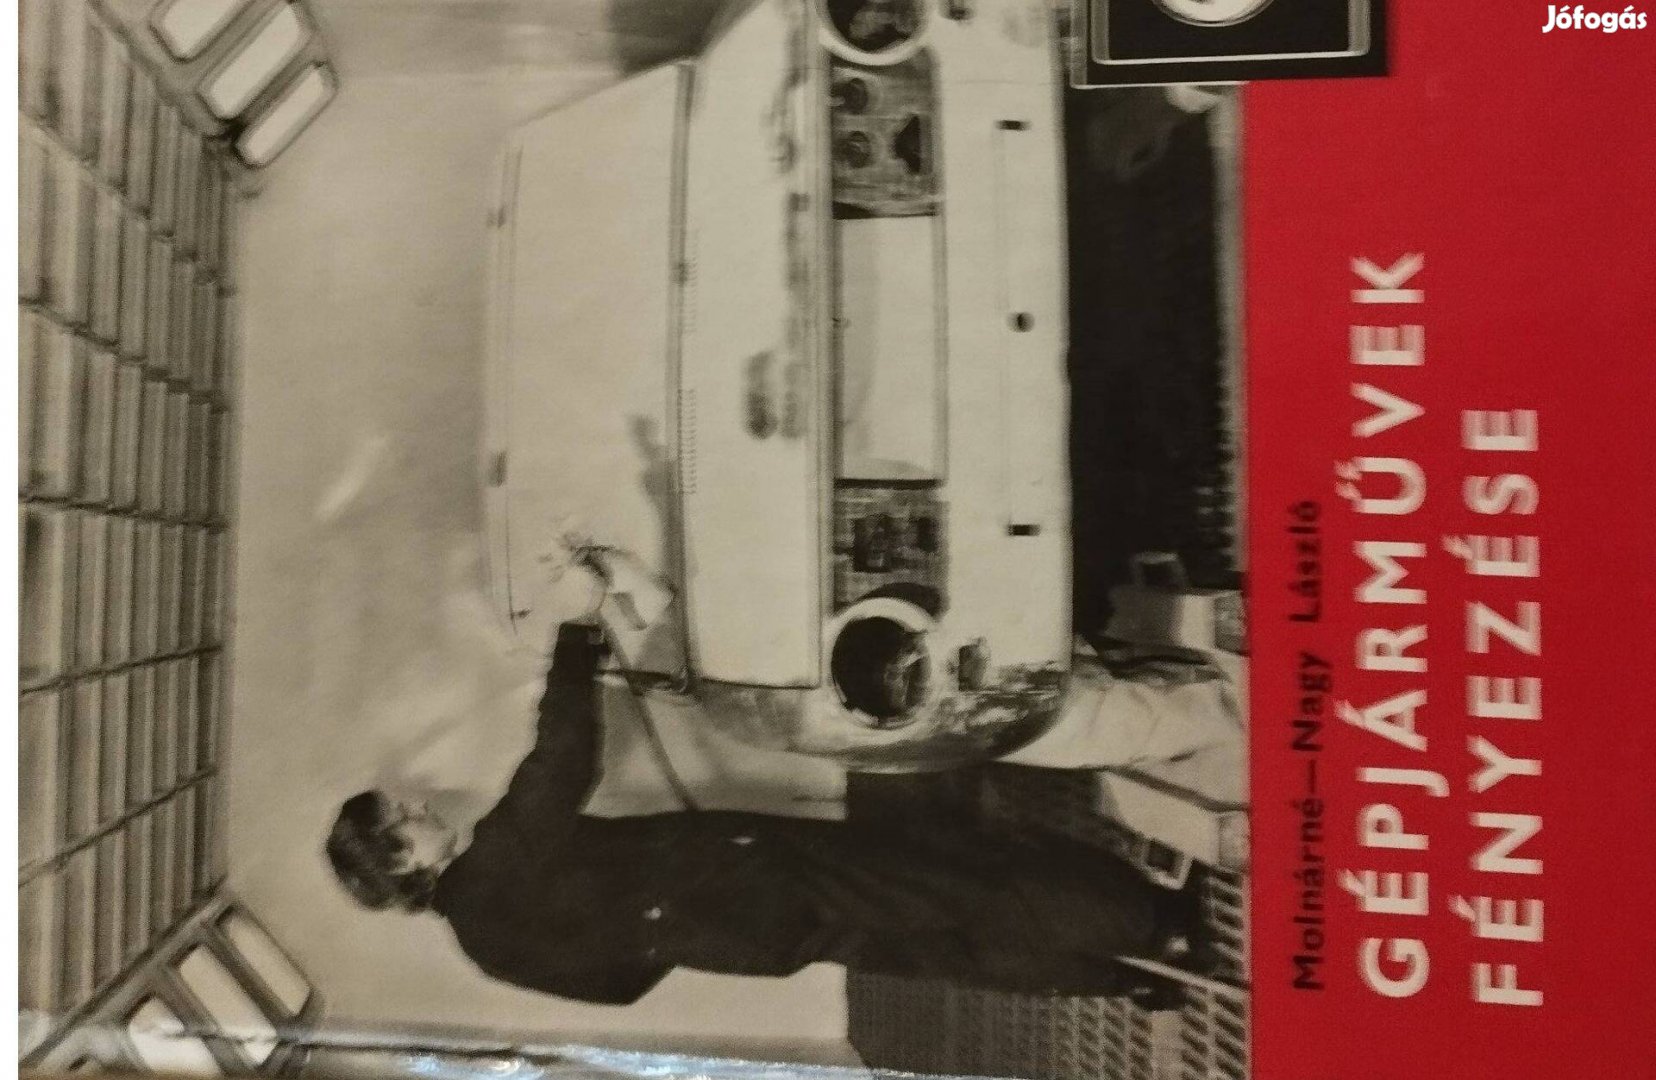 Jófogás
Molnárné—Nagy László
GÉPJÁRMŰVEK
FÉNYEZÉSE